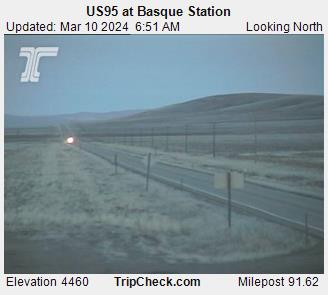 US95 at Basque Station
Updated: Mar 10 2024 6:51 AM Looking North
Elevation 4460 TripCheck.com Milepost 91.62